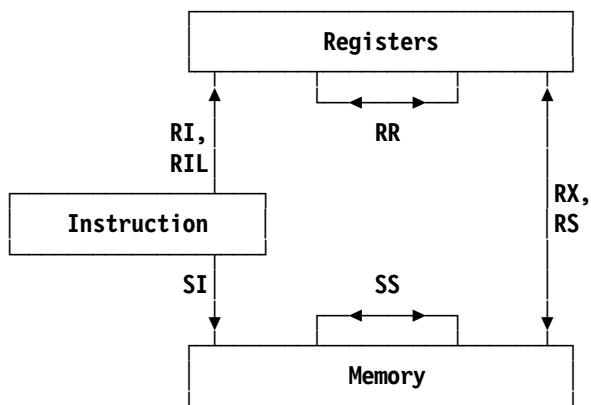 Registers
RI,
RIL
RR
RX,
RS
Instruction
SI
SS
Memory